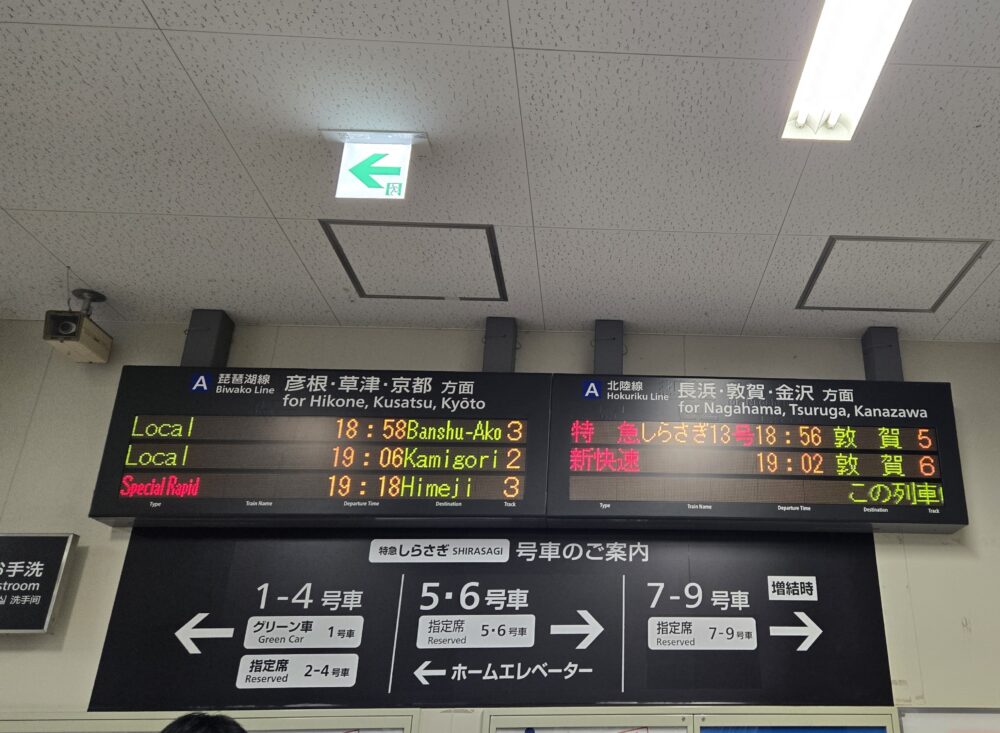 A 琵琶湖線 彦根・草津・京都 方面
Biwako Line for Hikone, Kusatsu, Kyōto
Local 18:58 Banshu-Ako 3
Local 19:06 Kamigori 2
Special Rapid 19:18 Himeji 3
Type Train Name Departure Time Destination Track
A 北陸線 長浜・敦賀・金沢 方面
Hokuriku Line for Nagahama, Tsuruga, Kanazawa
特 急 しらさぎ13号 18:56 敦 賀 5
新快速 19:02 敦 賀 6
この列車
Type Train Name Departure Time Destination Track
お手洗
stroom
洗手间
特急 しらさぎ SHIRASAGI 号車のご案内
1-4 号車
グリーン車 1号車
Green Car
指定席 2-4号車
Reserved
5・6 号車
指定席 5・6号車
Reserved
ホームエレベーター
7-9 号車 増結時
指定席 7-9号車
Reserved